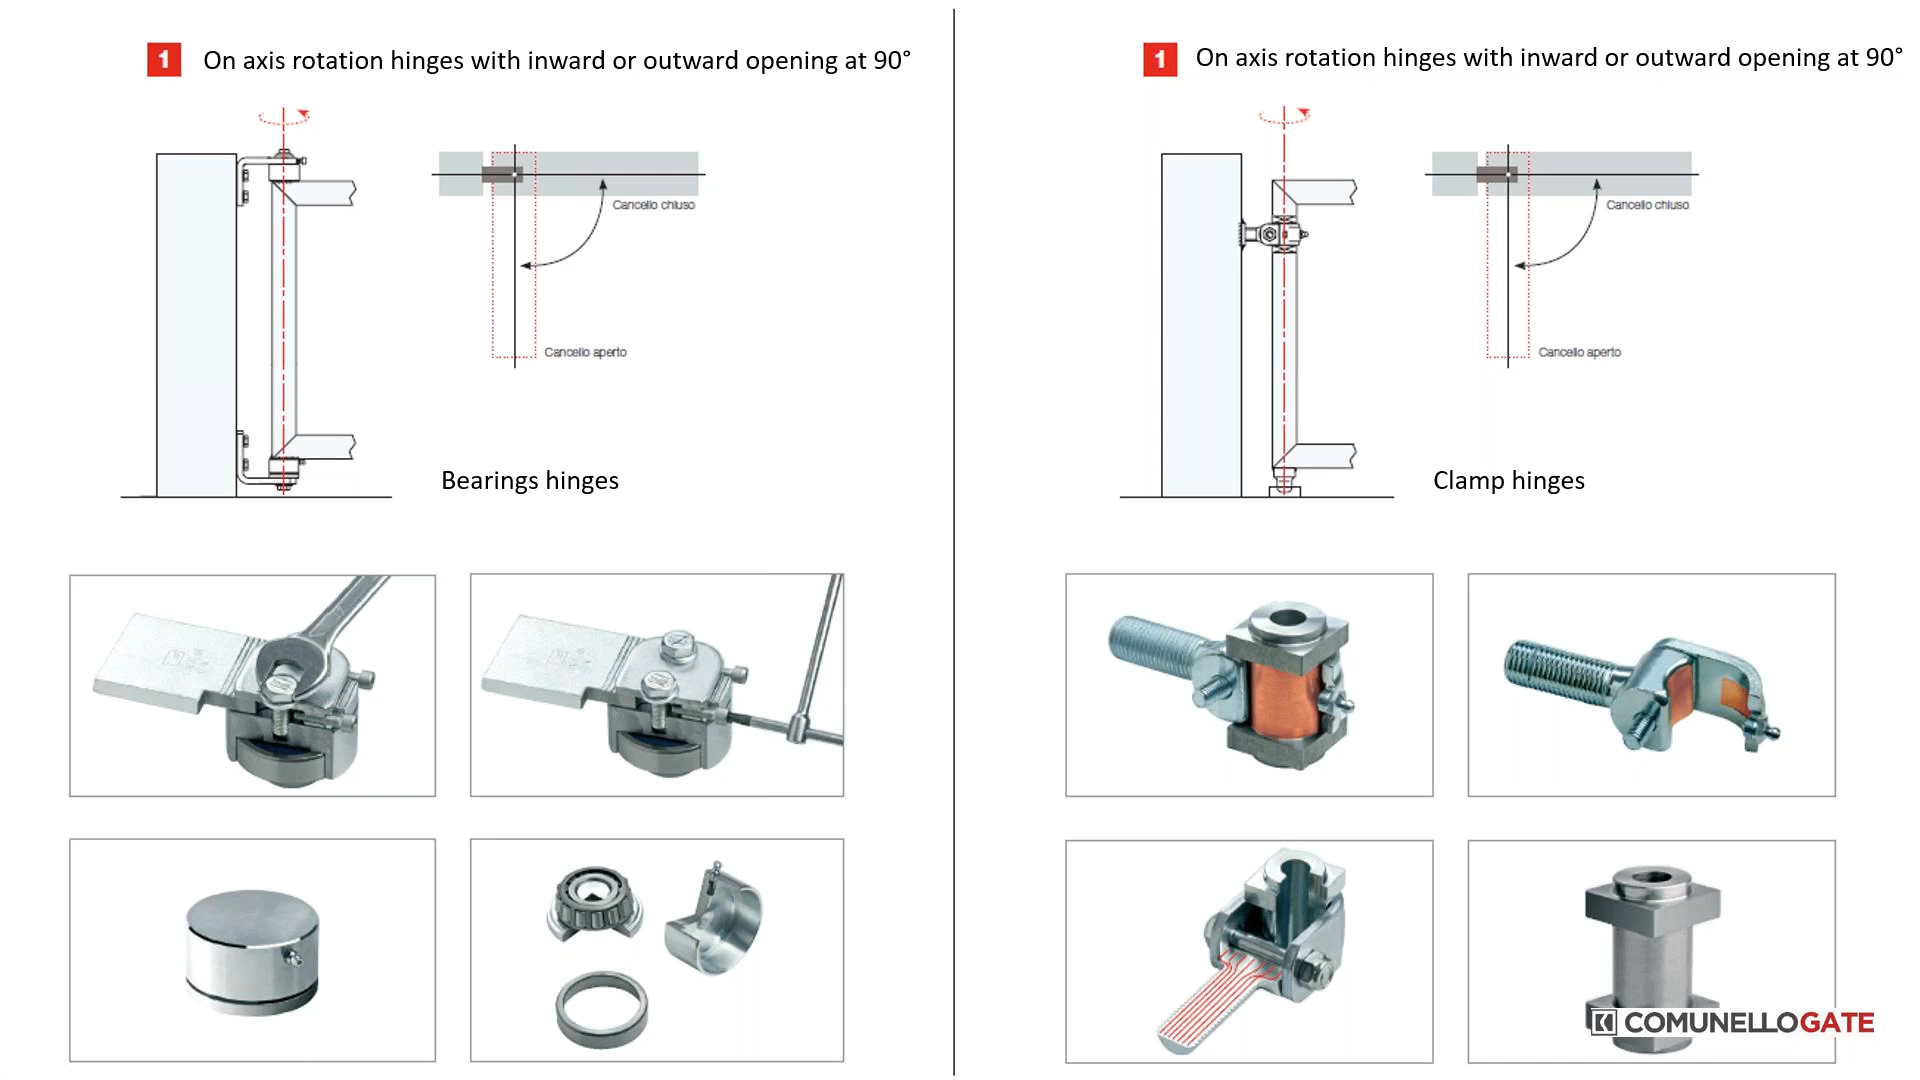 1 On axis rotation hinges with inward or outward opening at 90°
Cancello chiuso
Cancello aperto
Bearings hinges
1 On axis rotation hinges with inward or outward opening at 90°
Cancello chiuso
Cancello aperto
Clamp hinges
COMUNELLOGATE